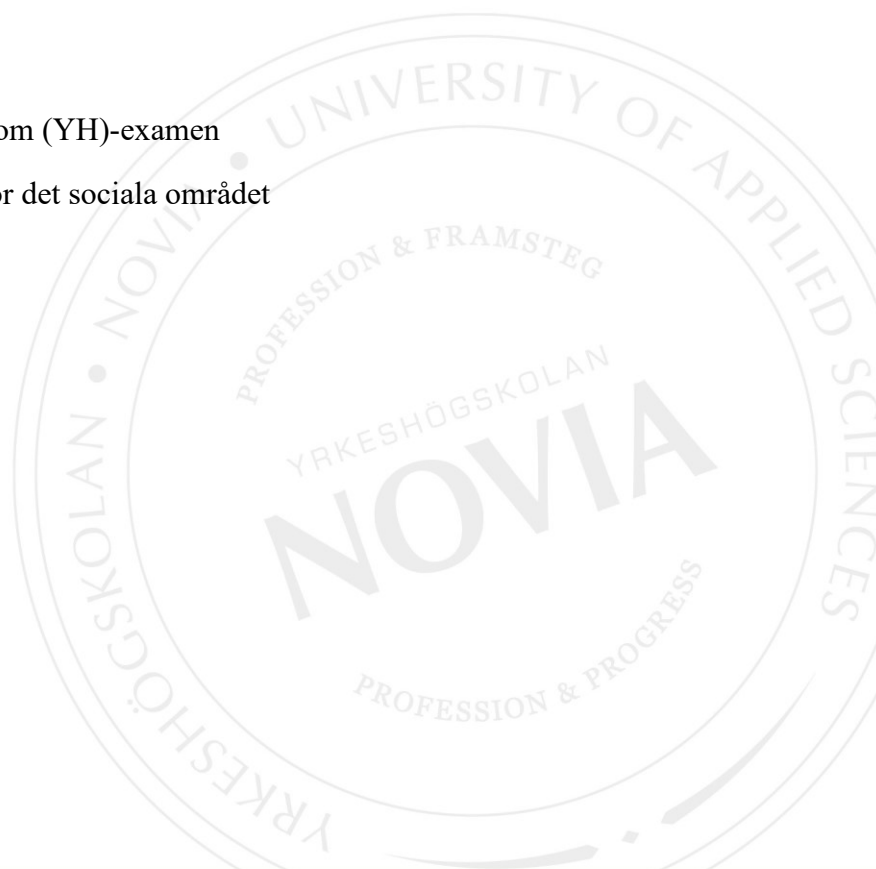 om (YH)-examen
or det sociala området
YRKESHÖGSKOLAN • NOVIA • UNIVERSITY OF APPLIED SCIENCES
PROFESSION & FRAMSTEG
YRKESHÖGSKOLAN
NOVIA
PROFESSION & PROGRESS